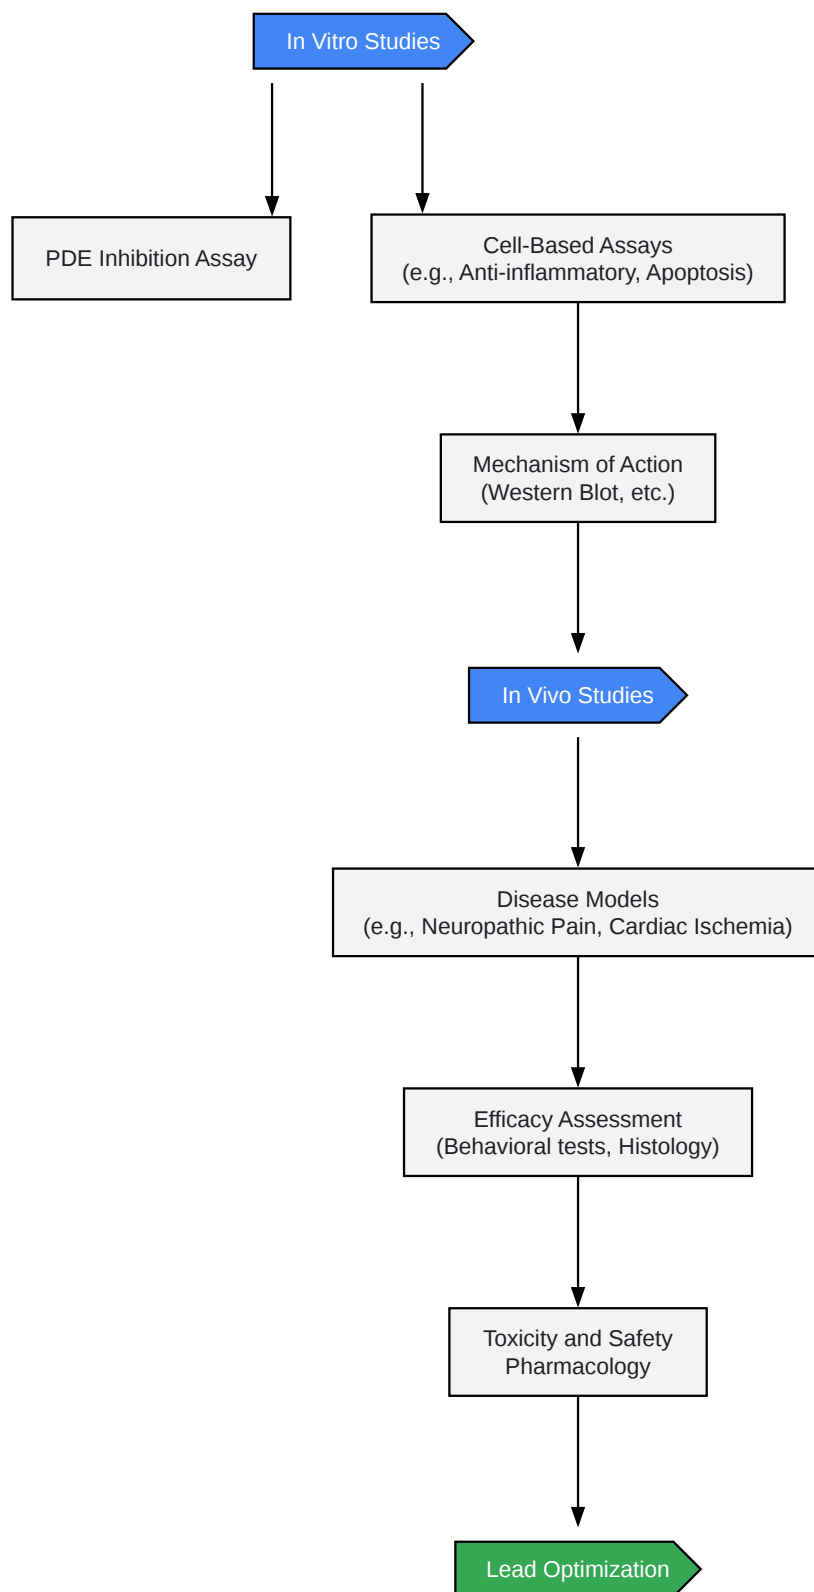 In Vitro Studies
PDE Inhibition Assay
Cell-Based Assays
(e.g., Anti-inflammatory, Apoptosis)
Mechanism of Action
(Western Blot, etc.)
In Vivo Studies
Disease Models
(e.g., Neuropathic Pain, Cardiac Ischemia)
Efficacy Assessment
(Behavioral tests, Histology)
Toxicity and Safety
Pharmacology
Lead Optimization